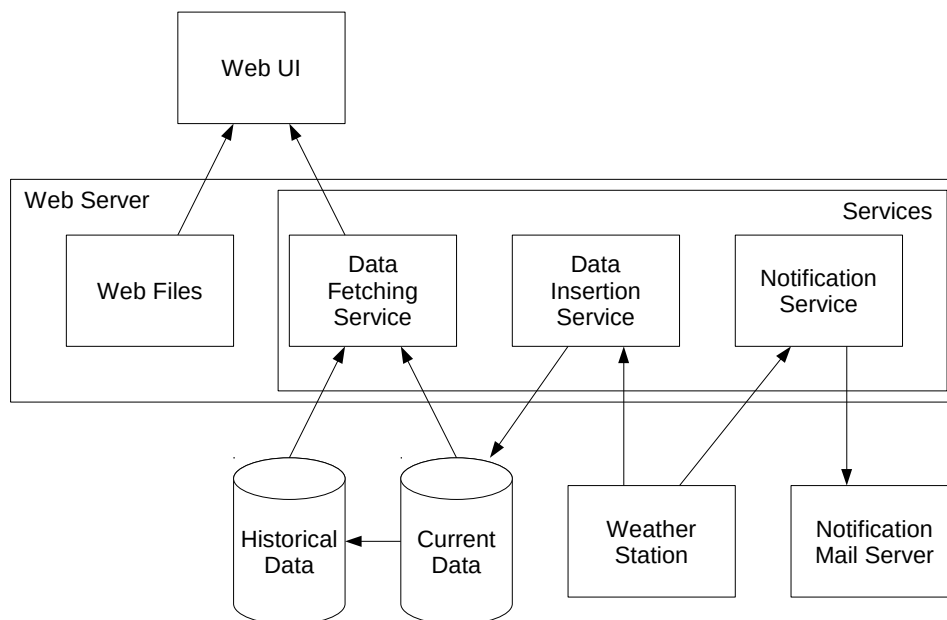 Web UI
Web Server
Services
Web Files
Data
Fetching
Service
Data
Insertion
Service
Notification
Service
Historical
Data
Current
Data
Weather
Station
Notification
Mail Server